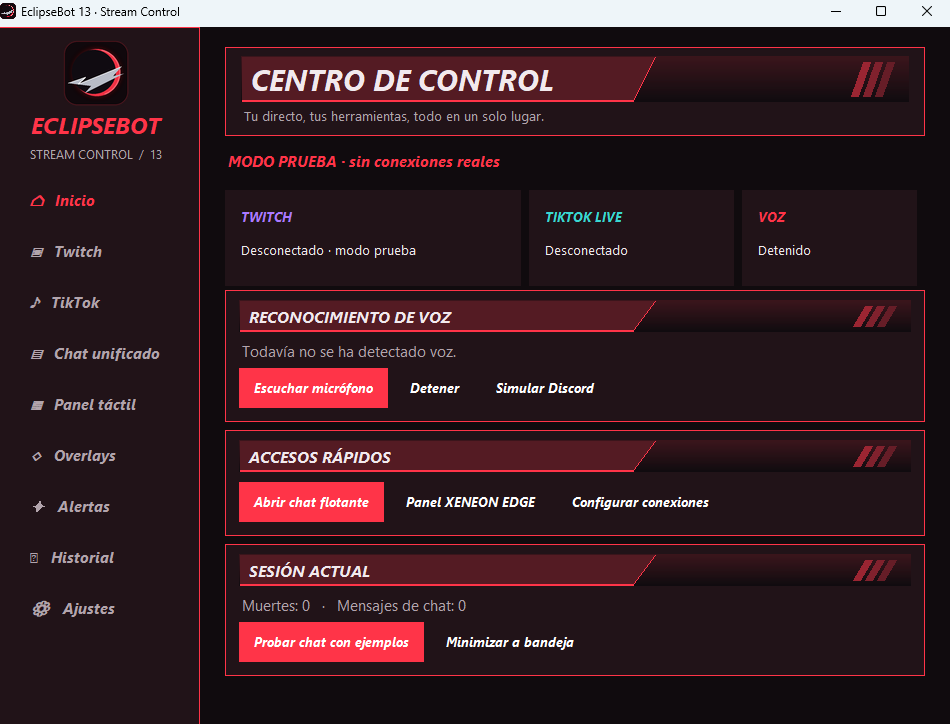 EclipseBot 13 · Stream Control
ECLIPSEBOT
STREAM CONTROL / 13
Inicio
Twitch
TikTok
Chat unificado
Panel táctil
Overlays
Alertas
Historial
Ajustes
CENTRO DE CONTROL
Tu directo, tus herramientas, todo en un solo lugar.
MODO PRUEBA · sin conexiones reales
TWITCH
Desconectado · modo prueba
TIKTOK LIVE
Desconectado
VOZ
Detenido
RECONOCIMIENTO DE VOZ
Todavía no se ha detectado voz.
Escuchar micrófono Detener Simular Discord
ACCESOS RÁPIDOS
Abrir chat flotante Panel XENEON EDGE Configurar conexiones
SESIÓN ACTUAL
Muertes: 0 · Mensajes de chat: 0
Probar chat con ejemplos Minimizar a bandeja